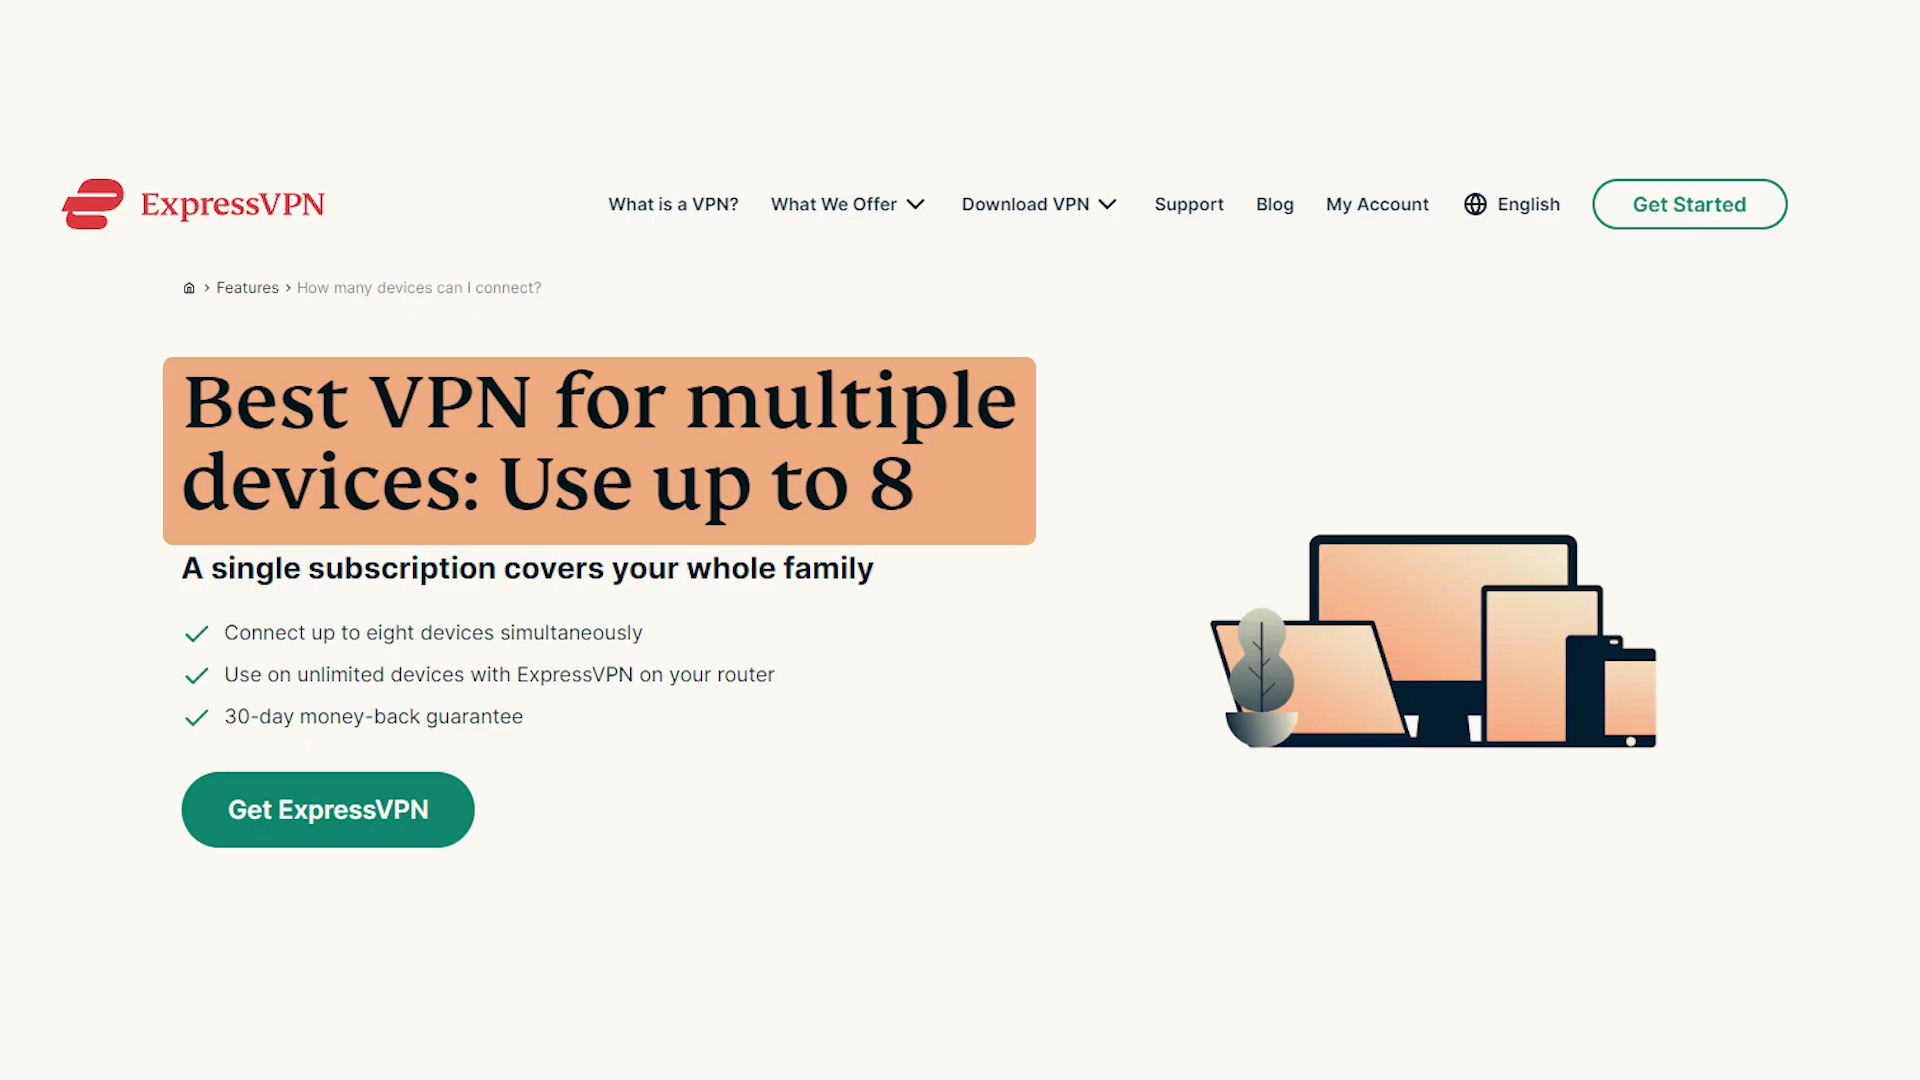 ExpressVPN
What is a VPN?
What We Offer
Download VPN
Support
Blog
My Account
English
Get Started
Features
How many devices can I connect?
Best VPN for multiple
devices: Use up to 8
A single subscription covers your whole family
Connect up to eight devices simultaneously
Use on unlimited devices with ExpressVPN on your router
30-day money-back guarantee
Get ExpressVPN